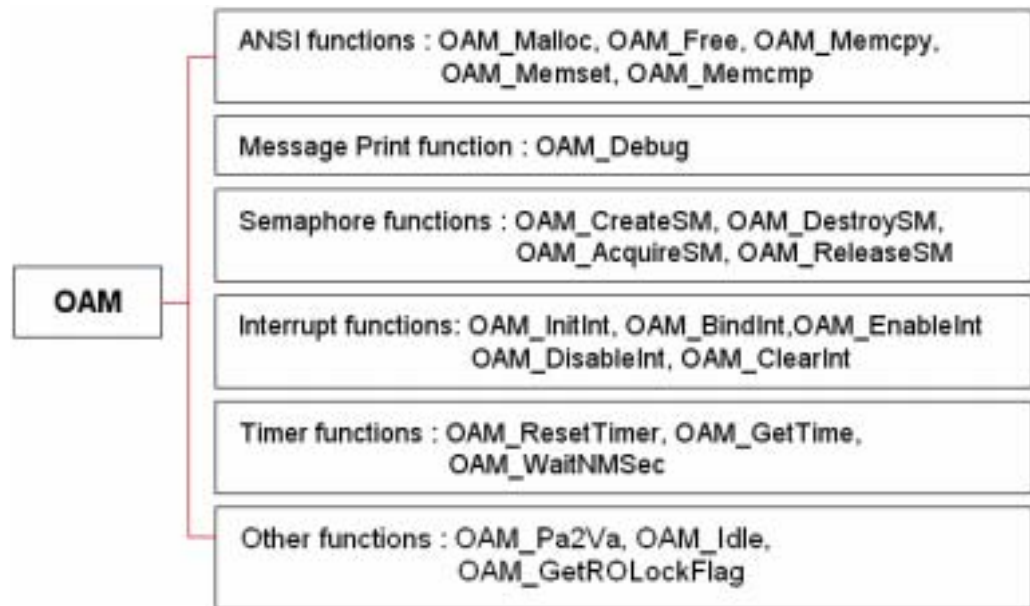 ANSI functions : OAM_Malloc, OAM_Free, OAM_Memcpy,
OAM_Memset, OAM_Memcmp
Message Print function : OAM_Debug
Semaphore functions : OAM_CreateSM, OAM_DestroySM,
OAM_AcquireSM, OAM_ReleaseSM
OAM
Interrupt functions: OAM_InitInt, OAM_BindInt,OAM_EnableInt
OAM_DisableInt, OAM_ClearInt
Timer functions : OAM_ResetTimer, OAM_GetTime,
OAM_WaitNMSec
Other functions : OAM_Pa2Va, OAM_Idle,
OAM_GetROLockFlag